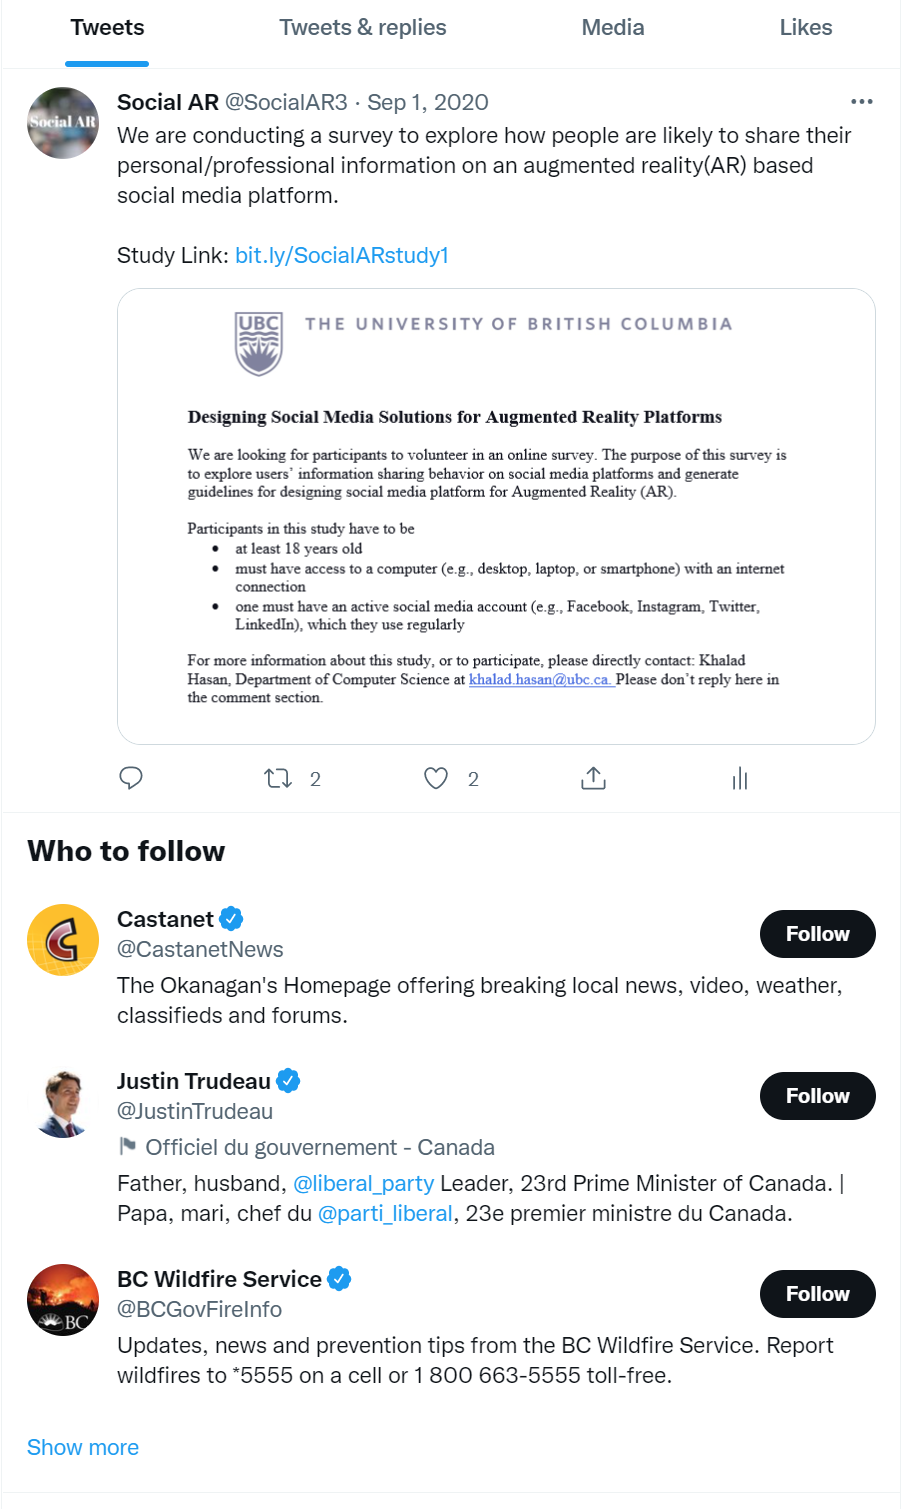 Tweets
Tweets & replies
Media
Likes
Social AR
Social AR @SocialAR3 · Sep 1, 2020
We are conducting a survey to explore how people are likely to share their
personal/professional information on an augmented reality(AR) based
social media platform.
Study Link: bit.ly/SocialARstudy1
UBC
THE UNIVERSITY OF BRITISH COLUMBIA
Designing Social Media Solutions for Augmented Reality Platforms
We are looking for participants to volunteer in an online survey. The purpose of this survey is
to explore users' information sharing behavior on social media platforms and generate
guidelines for designing social media platform for Augmented Reality (AR).
Participants in this study have to be
• at least 18 years old
• must have access to a computer (e.g., desktop, laptop, or smartphone) with an internet
connection
• one must have an active social media account (e.g., Facebook, Instagram, Twitter,
LinkedIn), which they use regularly
For more information about this study, or to participate, please directly contact: Khalad
Hasan, Department of Computer Science at khalad.hasan@ubc.ca. Please don't reply here in
the comment section.
2
2
Who to follow
Castanet
@CastanetNews
Follow
The Okanagan's Homepage offering breaking local news, video, weather,
classifieds and forums.
Justin Trudeau
@JustinTrudeau
Follow
Officiel du gouvernement - Canada
Father, husband, @liberal_party Leader, 23rd Prime Minister of Canada. |
Papa, mari, chef du @parti_liberal, 23e premier ministre du Canada.
BC
BC Wildfire Service
@BCGovFireInfo
Follow
Updates, news and prevention tips from the BC Wildfire Service. Report
wildfires to *5555 on a cell or 1 800 663-5555 toll-free.
Show more